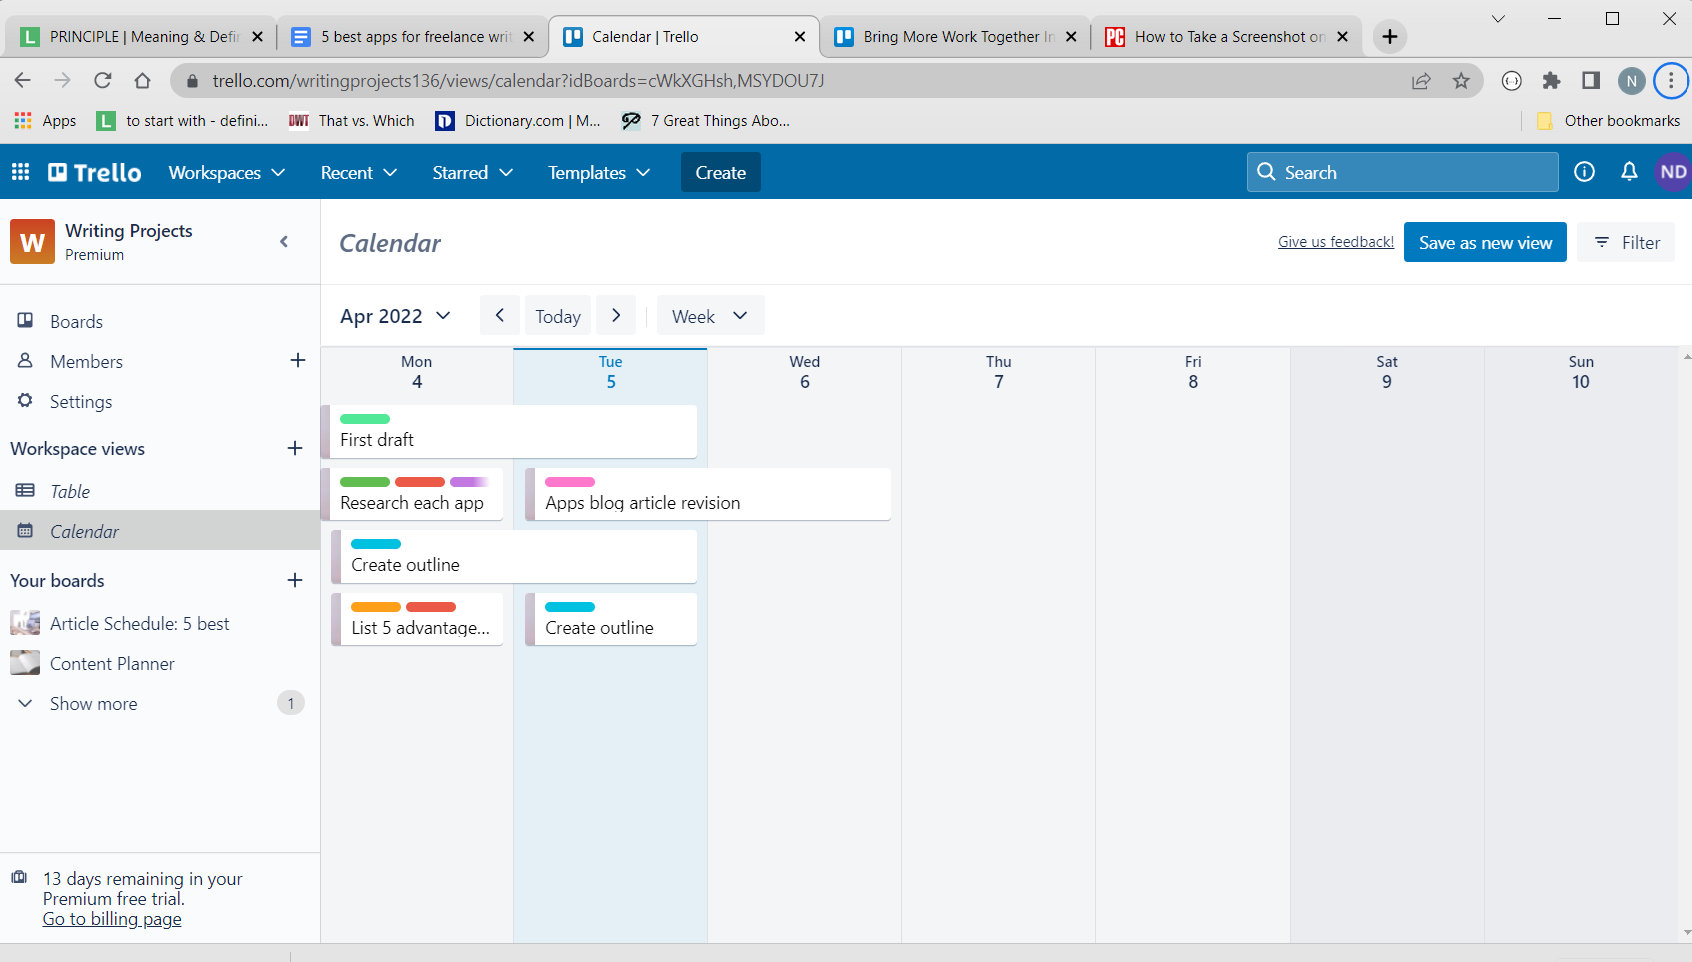 PRINCIPLE | Meaning & Defin
5 best apps for freelance writ
Calendar | Trello
Bring More Work Together In
PC
How to Take a Screenshot on
trello.com/writingprojects136/views/calendar?idBoards=cWkXGHsh,MSYDOU7J
N
Apps
L to start with - defini...
DWT That vs. Which
Dictionary.com | M...
7 Great Things Abo...
Other bookmarks
Trello
Workspaces
Recent
Starred
Templates
Create
Search
ND
W
Writing Projects
Premium
Calendar
Give us feedback!
Save as new view
Filter
Boards
Members
Settings
Workspace views
Table
Calendar
Your boards
Article Schedule: 5 best
Content Planner
Show more
1
13 days remaining in your
Premium free trial.
Go to billing page
Apr 2022
Today
Week
Mon
4
Tue
5
Wed
6
Thu
7
Fri
8
Sat
9
Sun
10
First draft
Research each app
Apps blog article revision
Create outline
List 5 advantage...
Create outline